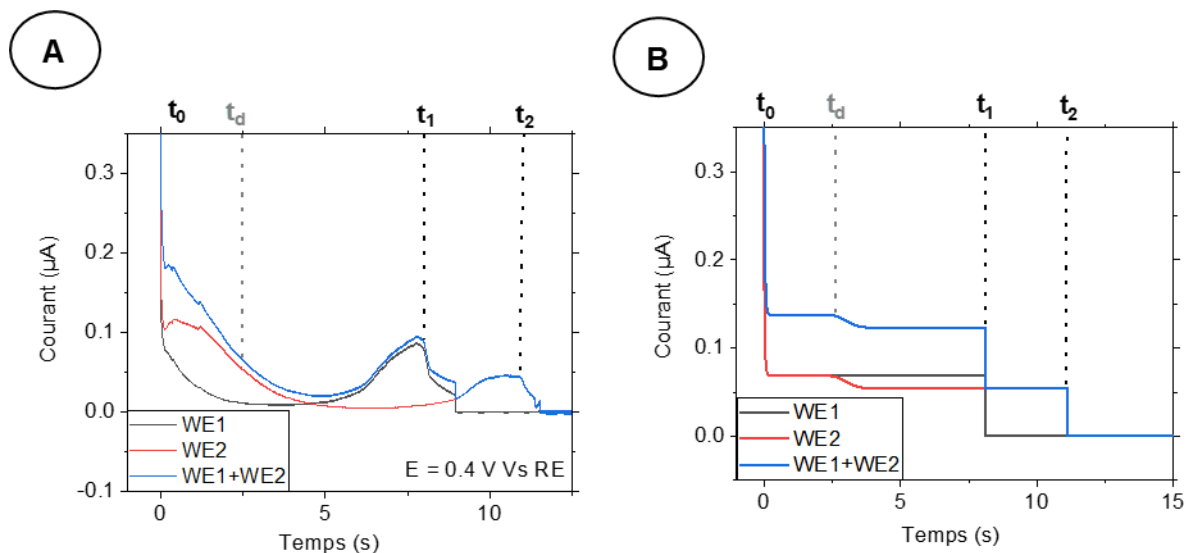 A
t0 td t1 t2
0.3
0.2
0.1
0.0
-0.1
Courant (µA)
WE1
WE2
WE1+WE2
E = 0.4 V Vs RE
0 5 10
Temps (s)
B
t0 td t1 t2
0.3
0.2
0.1
0.0
Courant (µA)
WE1
WE2
WE1+WE2
0 5 10 15
Temps (s)